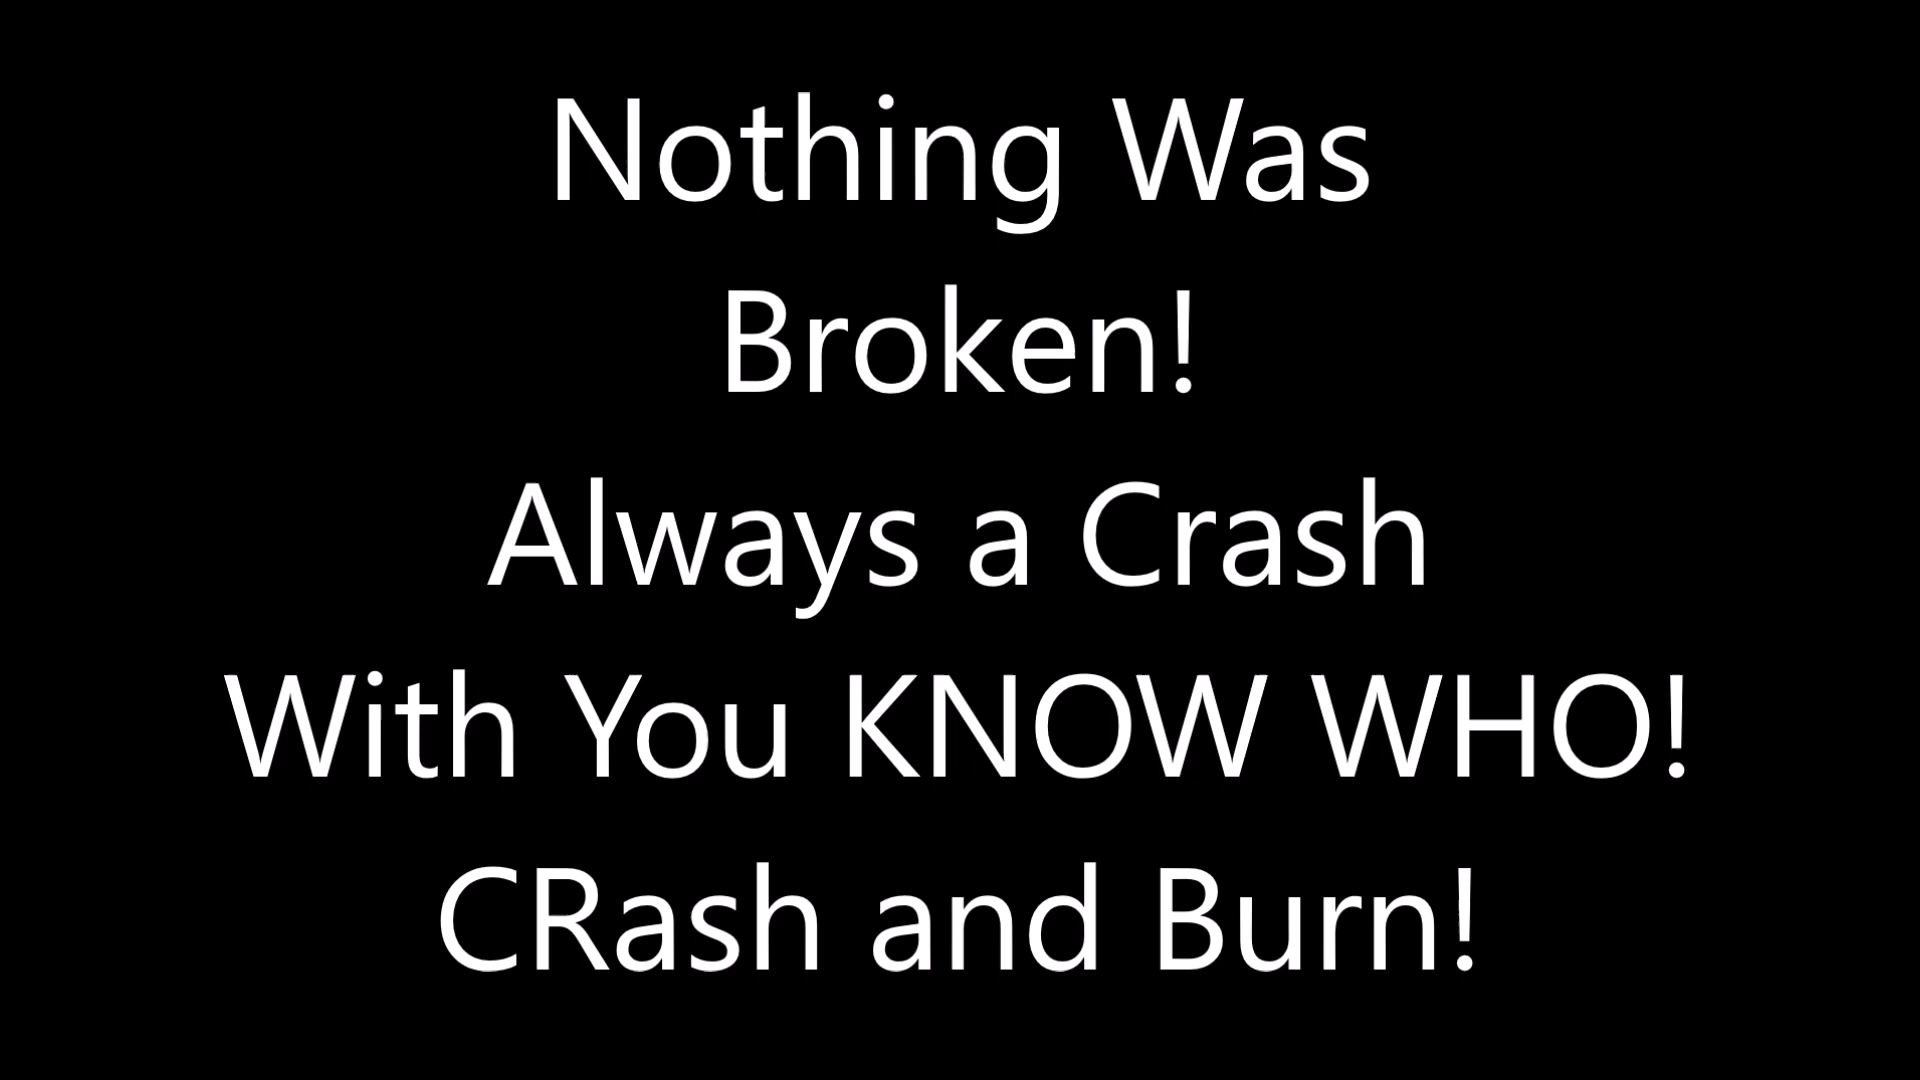 Nothing Was
Broken!
Always a Crash
With You KNOW WHO!
CRash and Burn!